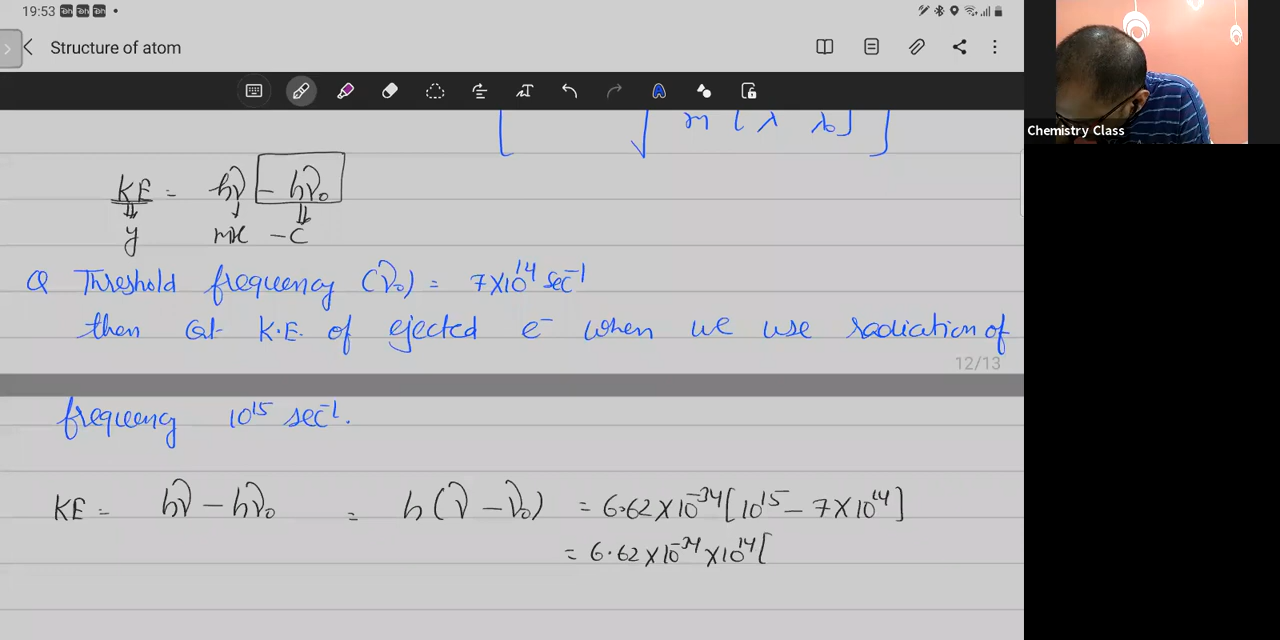 19:53
Structure of atom
Chemistry Class
m [λ λ₀]
KE = hν - hν₀
y mx -C
Q Threshold frequency (ν₀) = 7×10¹⁴ sec⁻¹
then Cal K.E. of ejected e⁻ when we use radiation of
12/13
frequency 10¹⁵ sec⁻¹.
KE = hν - hν₀ = h(ν - ν₀) = 6.62×10⁻³⁴[10¹⁵ - 7×10¹⁴]
= 6.62×10⁻³⁴×10¹⁴[